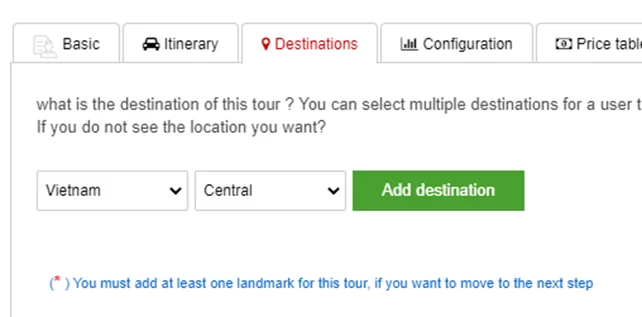 Basic Itinerary Destinations Configuration Price table
what is the destination of this tour ? You can select multiple destinations for a user
If you do not see the location you want?
Vietnam Central Add destination
(* ) You must add at least one landmark for this tour, if you want to move to the next step